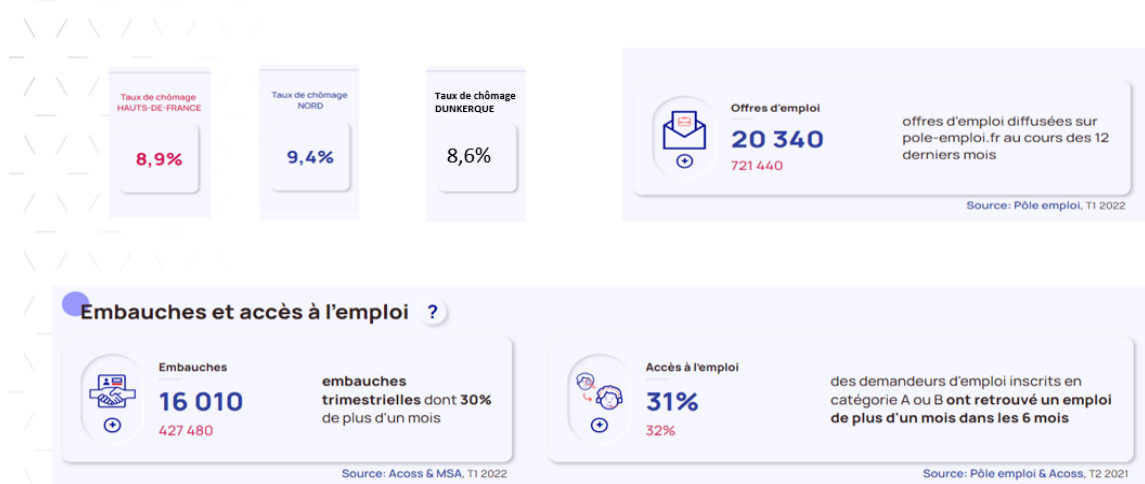 Taux de chômage
HAUTS-DE-FRANCE
8,9%
Taux de chômage
NORD
9,4%
Taux de chômage
DUNKERQUE
8,6%
Offres d'emploi
20 340
721 440
offres d'emploi diffusées sur
pole-emploi.fr au cours des 12
derniers mois
Source: Pôle emploi, T1 2022
Embauches et accès à l'emploi ?
Embauches
16 010
427 480
embauches
trimestrielles dont 30%
de plus d'un mois
Source: Acoss & MSA, T1 2022
Accès à l'emploi
31%
32%
des demandeurs d'emploi inscrits en
catégorie A ou B ont retrouvé un emploi
de plus d'un mois dans les 6 mois
Source: Pôle emploi & Acoss, T2 2021